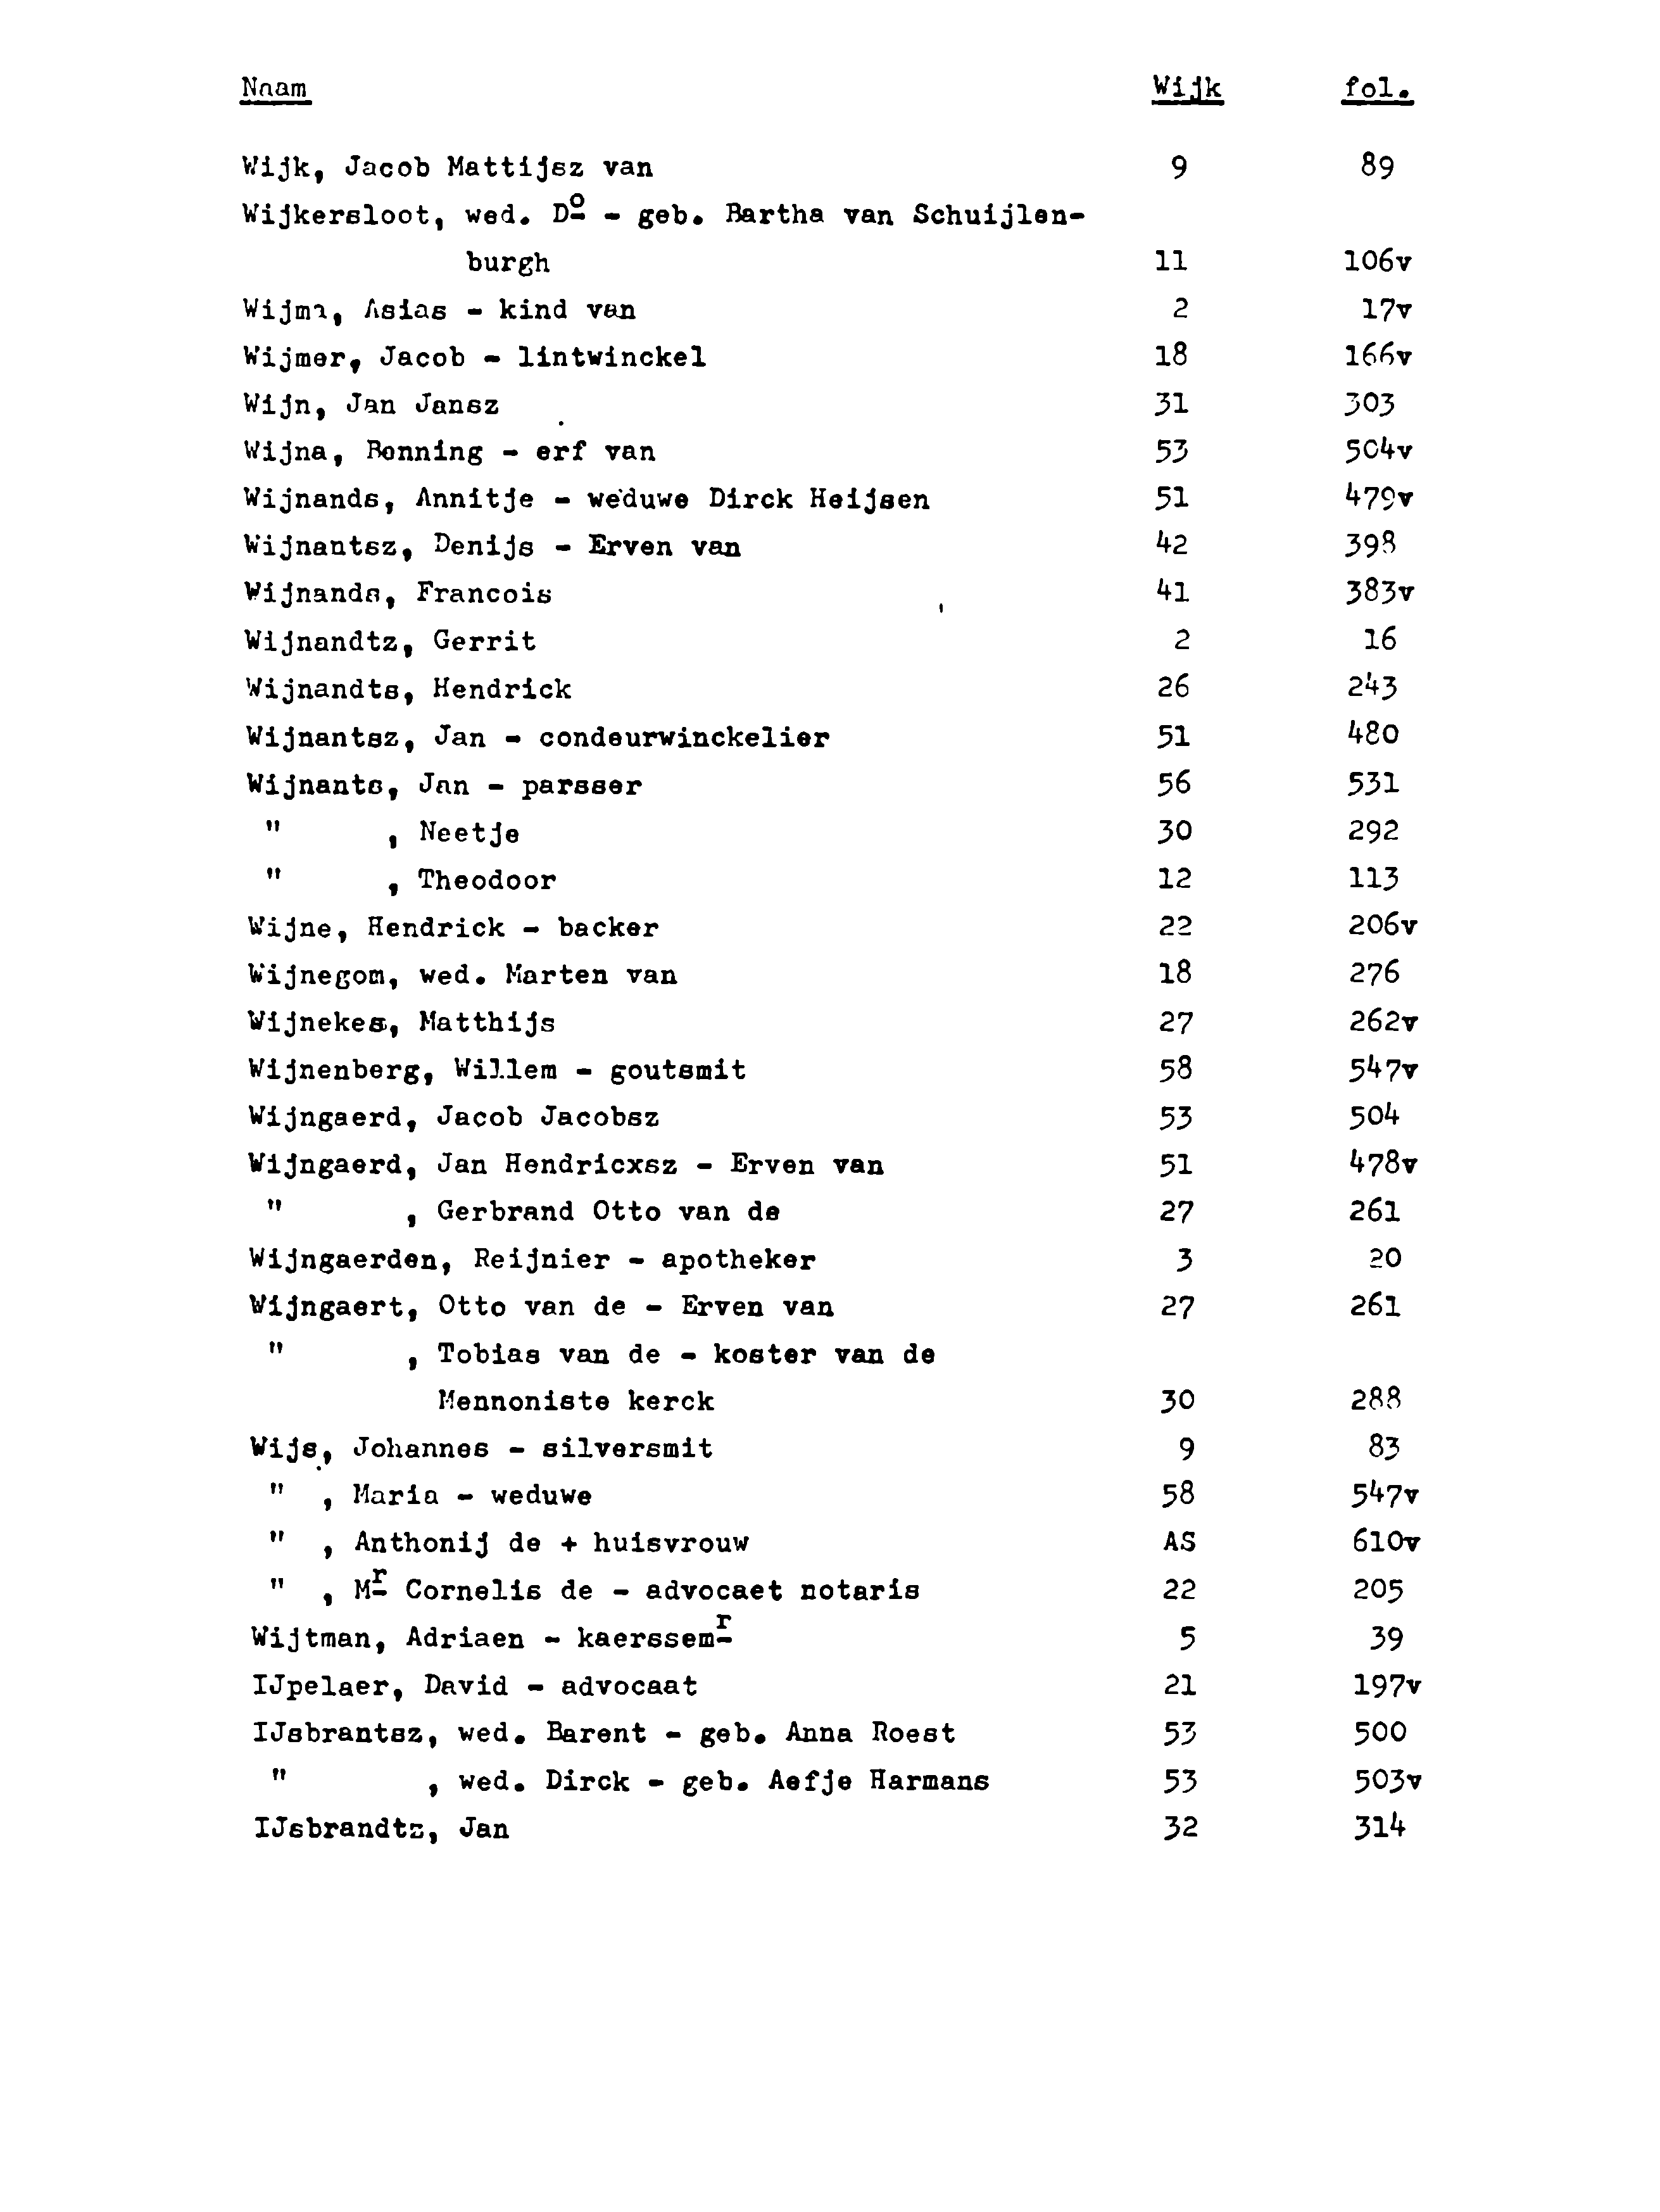 Naam Wijk fol.
Wijk, Jacob Mattijsz van 9 89
Wijkersloot, wed. Dº - geb. Bartha van Schuijlen-
burgh 11 106v
Wijma, Asias - kind van 2 17v
Wijmer, Jacob - lintwinckel 18 166v
Wijn, Jan Jansz 31 303
Wijna, Benning - erf van 53 504v
Wijnands, Annitje - weduwe Dirck Heijsen 51 479v
Wijnantsz, Denijs - Erven van 42 398
Wijnands, Francois 41 383v
Wijnandtz, Gerrit 2 16
Wijnandts, Hendrick 26 243
Wijnantsz, Jan - condeurwinckelier 51 480
Wijnants, Jan - parsser 56 531
" , Neetje 30 292
" , Theodoor 12 113
Wijne, Hendrick - backer 22 206v
Wijnegom, wed. Marten van 18 276
Wijnekes, Matthijs 27 262v
Wijnenberg, Willem - goutsmit 58 547v
Wijngaerd, Jacob Jacobsz 53 504
Wijngaerd, Jan Hendricxsz - Erven van 51 478v
" , Gerbrand Otto van de 27 261
Wijngaerden, Reijnier - apotheker 3 20
Wijngaert, Otto van de - Erven van 27 261
" , Tobias van de - koster van de
Mennoniste kerck 30 288
Wijs, Johannes - silversmit 9 83
" , Maria - weduwe 58 547v
" , Anthonij de + huisvrouw AS 610v
" , Mʳ Cornelis de - advocaet notaris 22 205
Wijtman, Adriaen - kaerssemʳ 5 39
IJpelaer, David - advocaat 21 197v
IJsbrantsz, wed. Barent - geb. Anna Roest 53 500
" , wed. Dirck - geb. Aefje Harmans 53 503v
IJsbrandtz, Jan 32 314